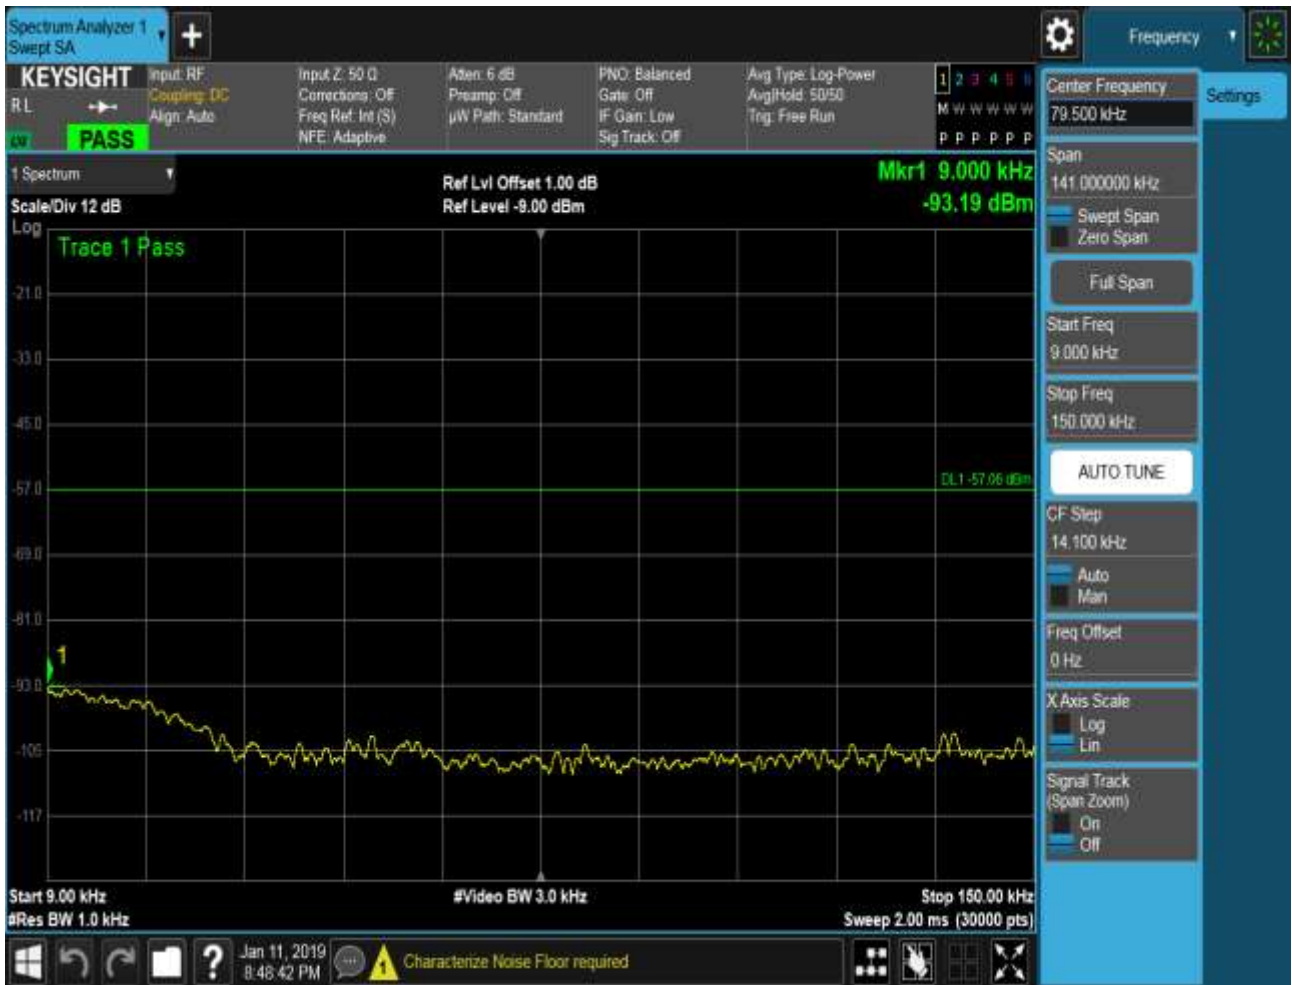 Spectrum Analyzer 1
Swept SA
Frequency
KEYSIGHT
Input: RF
Coupling: DC
Align: Auto
Input Z: 50 Ω
Corrections: Off
Freq Ref: Int (S)
NFE: Adaptive
Atten: 6 dB
Preamp: Off
µW Path: Standard
PNO: Balanced
Gate: Off
IF Gain: Low
Sig Track: Off
Avg Type: Log-Power
Avg|Hold: 50/50
Trig: Free Run
1 2 3 4 5 6
M W W W W W
P P P P P P
R L
PASS
1 Spectrum
Scale/Div 12 dB
Ref Lvl Offset 1.00 dB
Ref Level -9.00 dBm
Mkr1 9.000 kHz
-93.19 dBm
Log
Trace 1 Pass
-21.0
-33.0
-45.0
-57.0
DL1 -57.06 dBm
-69.0
-81.0
1
-93.0
-105
-117
Start 9.00 kHz
#Video BW 3.0 kHz
Stop 150.00 kHz
#Res BW 1.0 kHz
Sweep 2.00 ms (30000 pts)
Center Frequency
79.500 kHz
Settings
Span
141.000000 kHz
Swept Span
Zero Span
Full Span
Start Freq
9.000 kHz
Stop Freq
150.000 kHz
AUTO TUNE
CF Step
14.100 kHz
Auto
Man
Freq Offset
0 Hz
X Axis Scale
Log
Lin
Signal Track
(Span Zoom)
On
Off
?
Jan 11, 2019
8:48:42 PM
1
Characterize Noise Floor required